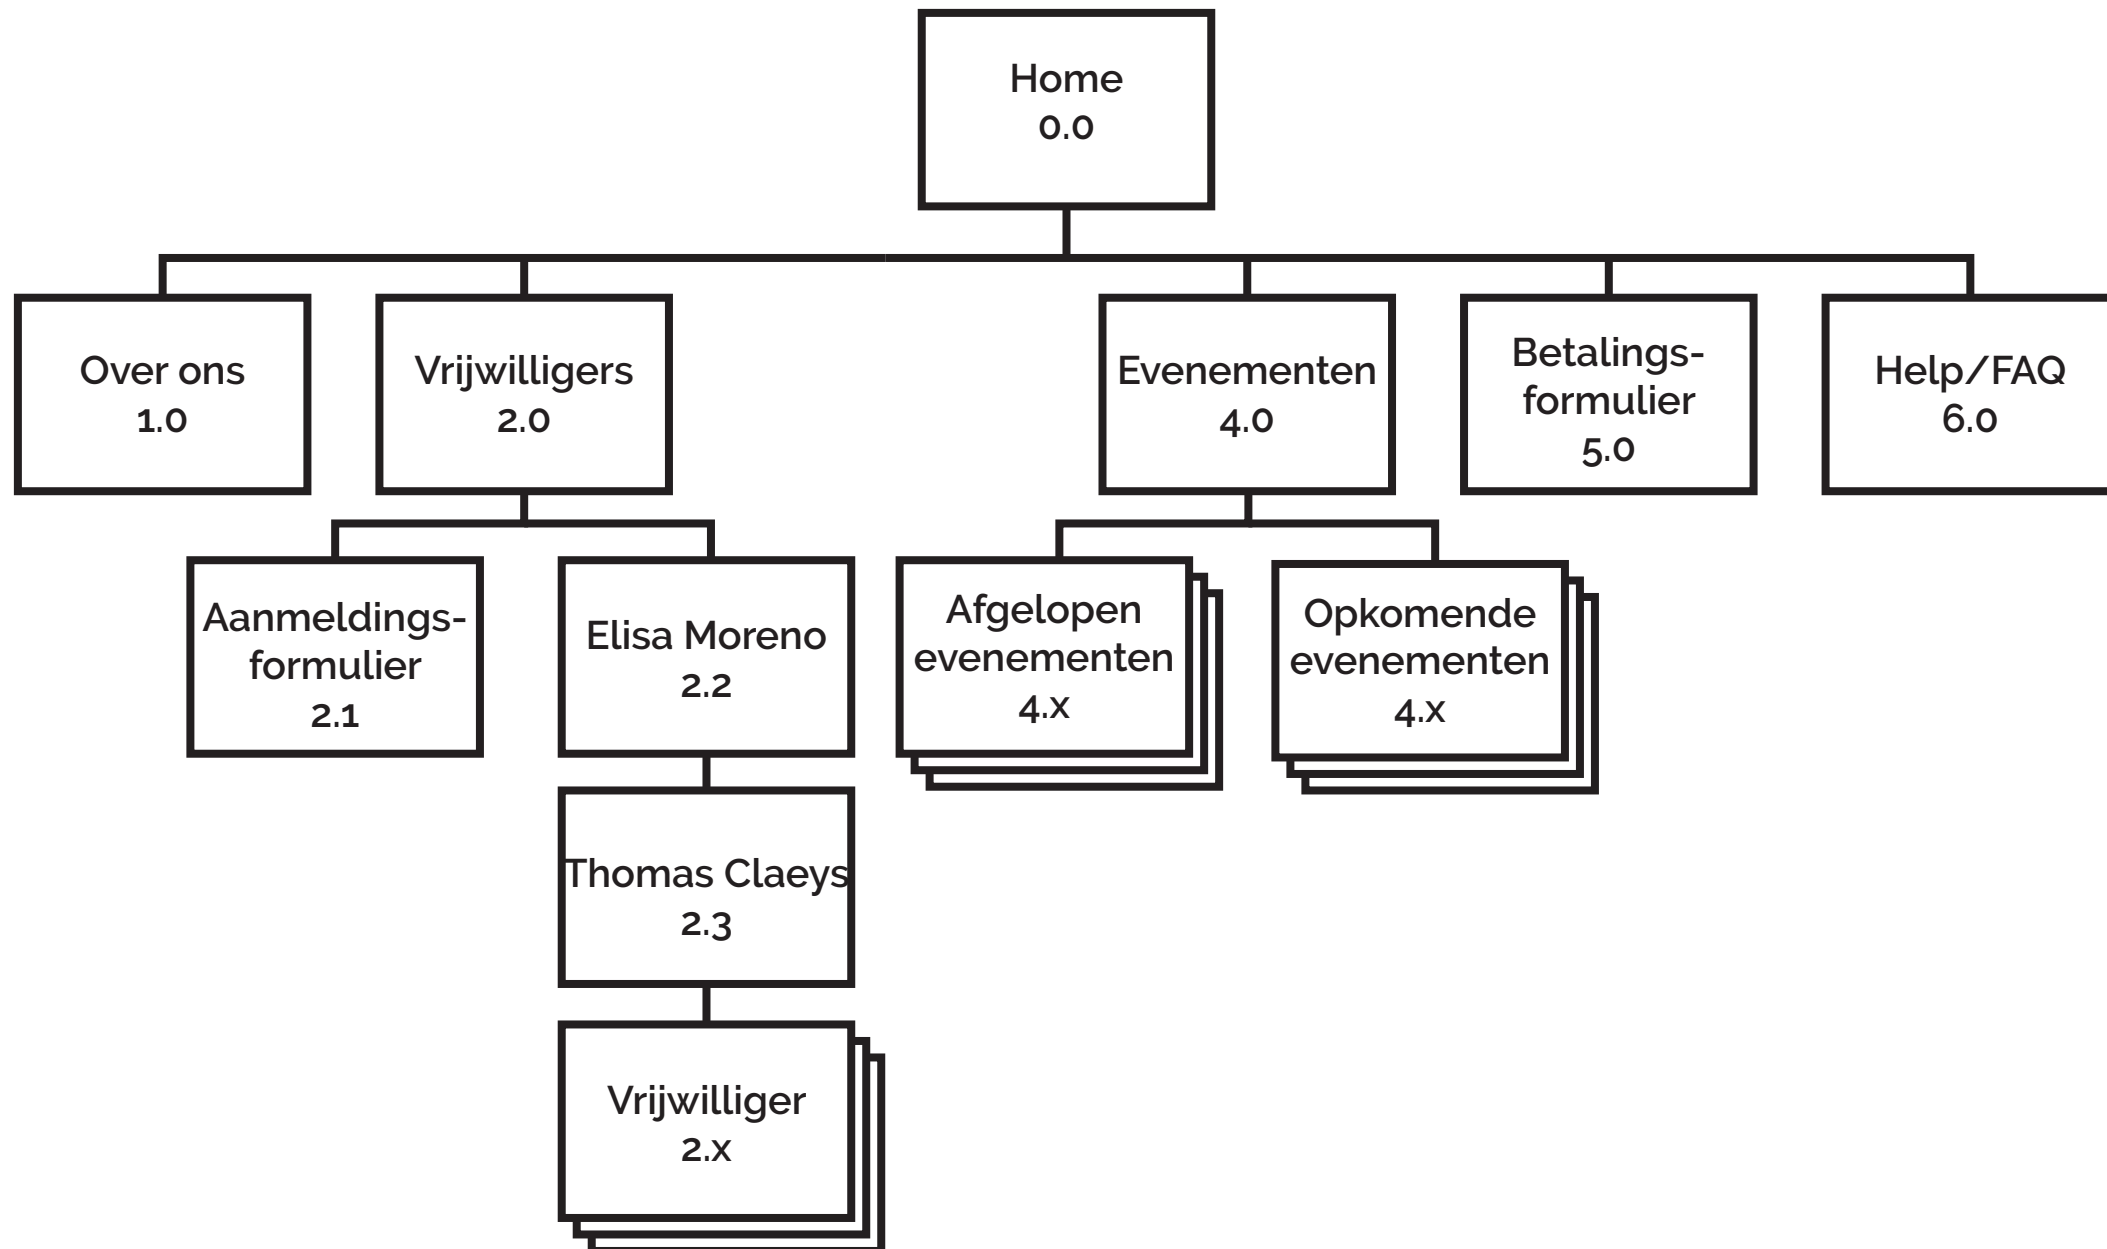 Home
0.0
Over ons
1.0
Vrijwilligers
2.0
Evenementen
4.0
Betalings-
formulier
5.0
Help/FAQ
6.0
Aanmeldings-
formulier
2.1
Elisa Moreno
2.2
Afgelopen
evenementen
4.x
Opkomende
evenementen
4.x
Thomas Claeys
2.3
Vrijwilliger
2.x